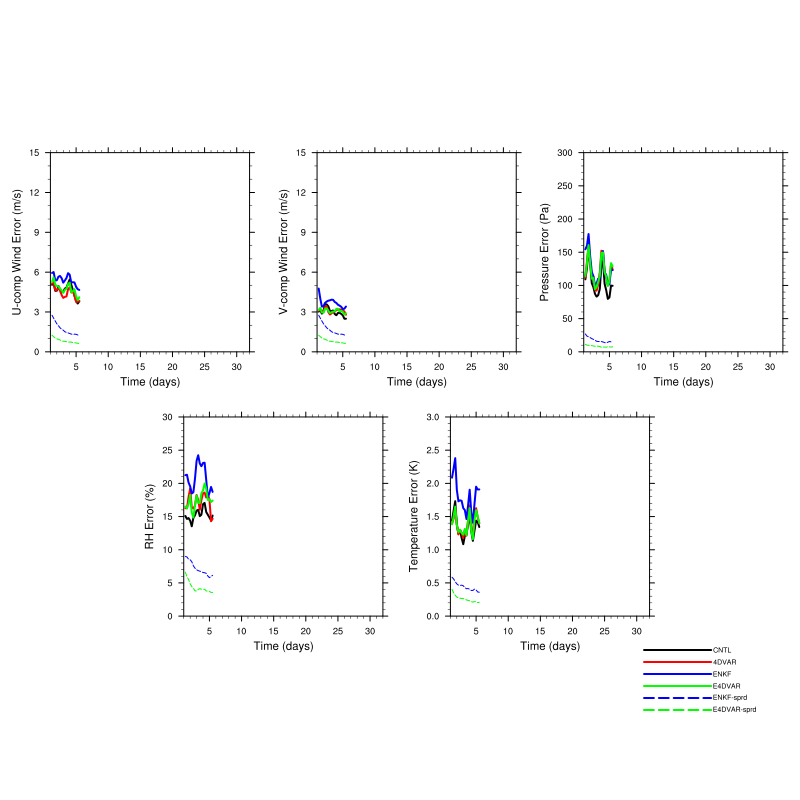 U-comp Wind Error (m/s)
15
12
9
6
3
0
5 10 15 20 25 30
Time (days)
V-comp Wind Error (m/s)
15
12
9
6
3
0
5 10 15 20 25 30
Time (days)
Pressure Error (Pa)
300
250
200
150
100
50
0
5 10 15 20 25 30
Time (days)
RH Error (%)
30
25
20
15
10
5
0
5 10 15 20 25 30
Time (days)
Temperature Error (K)
3.0
2.5
2.0
1.5
1.0
0.5
0.0
5 10 15 20 25 30
Time (days)
CNTL
4DVAR
ENKF
E4DVAR
ENKF-sprd
E4DVAR-sprd